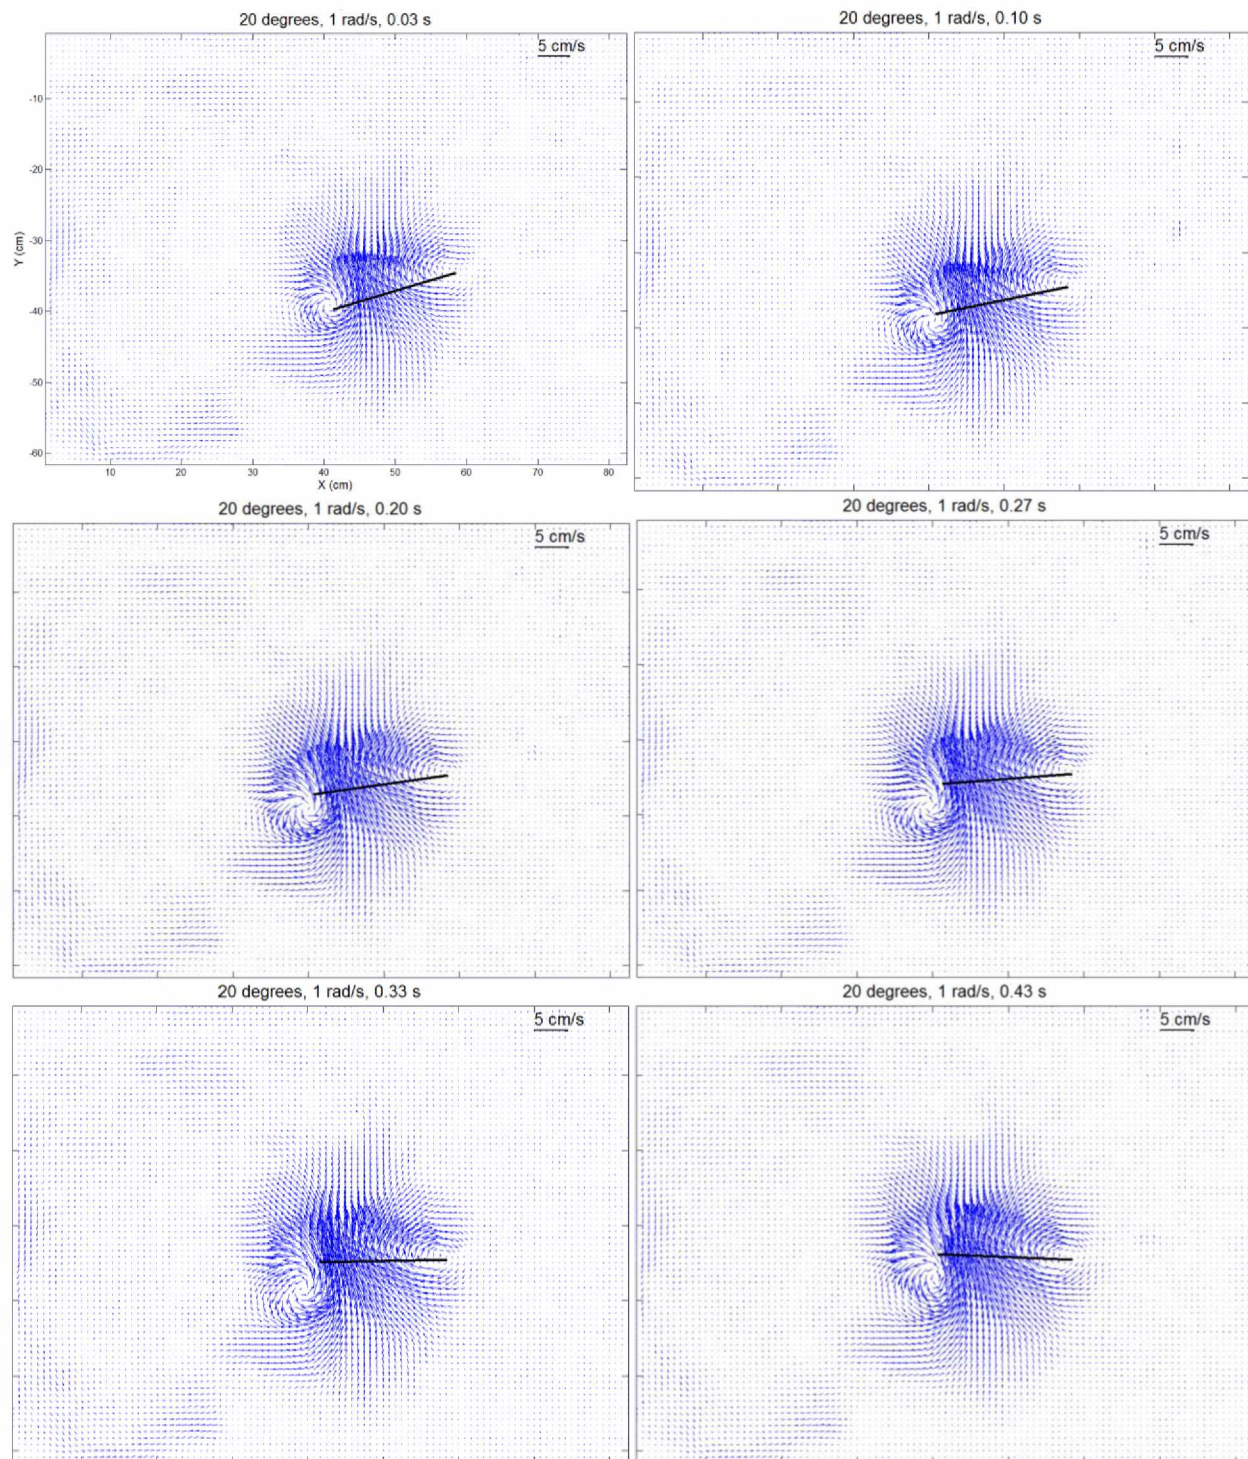 20 degrees, 1 rad/s, 0.03 s
5 cm/s
-10
-20
-30
-40
-50
-60
Y (cm)
10 20 30 40 50 60 70 80
X (cm)
20 degrees, 1 rad/s, 0.10 s
5 cm/s
20 degrees, 1 rad/s, 0.20 s
5 cm/s
20 degrees, 1 rad/s, 0.27 s
5 cm/s
20 degrees, 1 rad/s, 0.33 s
5 cm/s
20 degrees, 1 rad/s, 0.43 s
5 cm/s